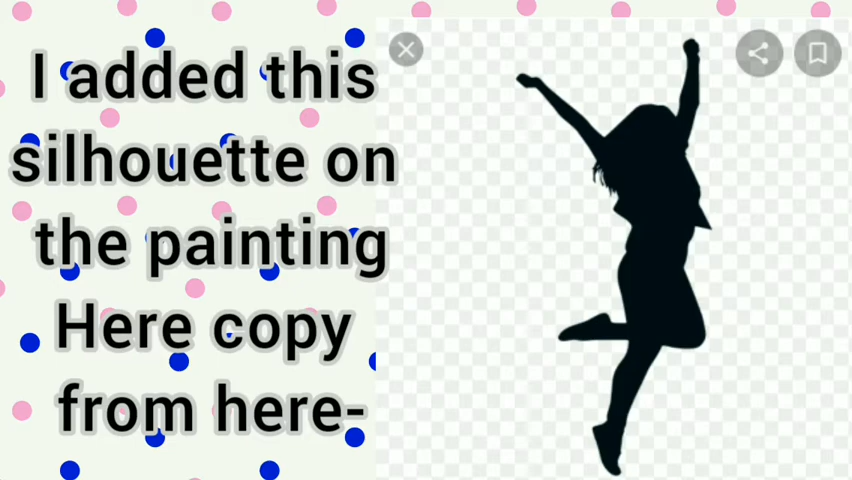 I added this
silhouette on
the painting
Here copy
from here-